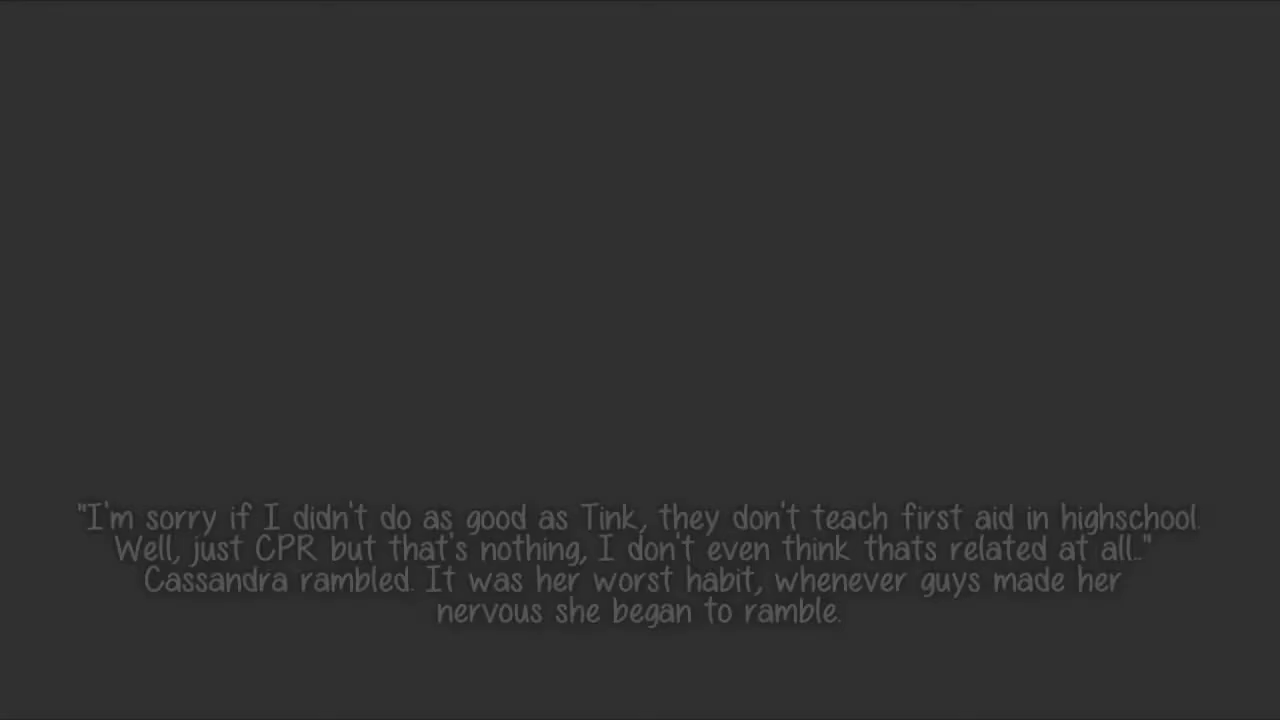 "I'm sorry if I didn't do as good as Tink, they don't teach first aid in highschool.
Well, just CPR but that's nothing, I don't even think thats related at all.."
Cassandra rambled. It was her worst habit, whenever guys made her
nervous she began to ramble.